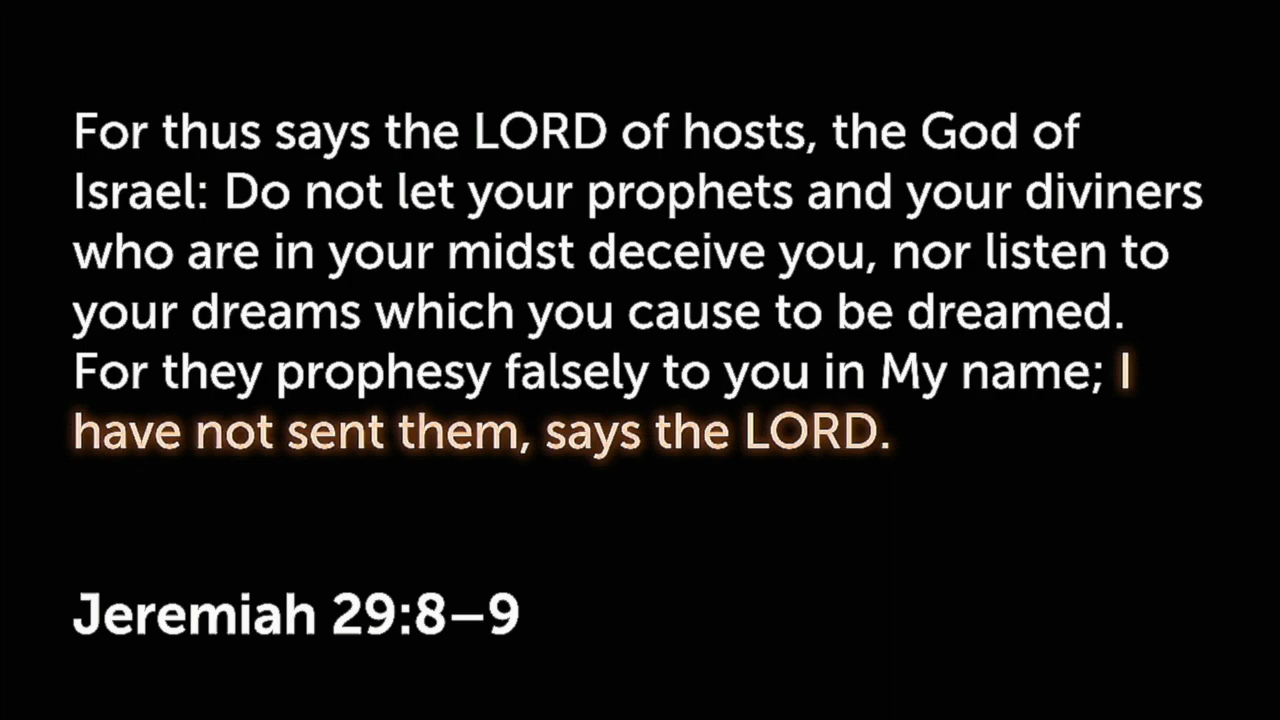 For thus says the LORD of hosts, the God of
Israel: Do not let your prophets and your diviners
who are in your midst deceive you, nor listen to
your dreams which you cause to be dreamed.
For they prophesy falsely to you in My name; I
have not sent them, says the LORD.
Jeremiah 29:8–9